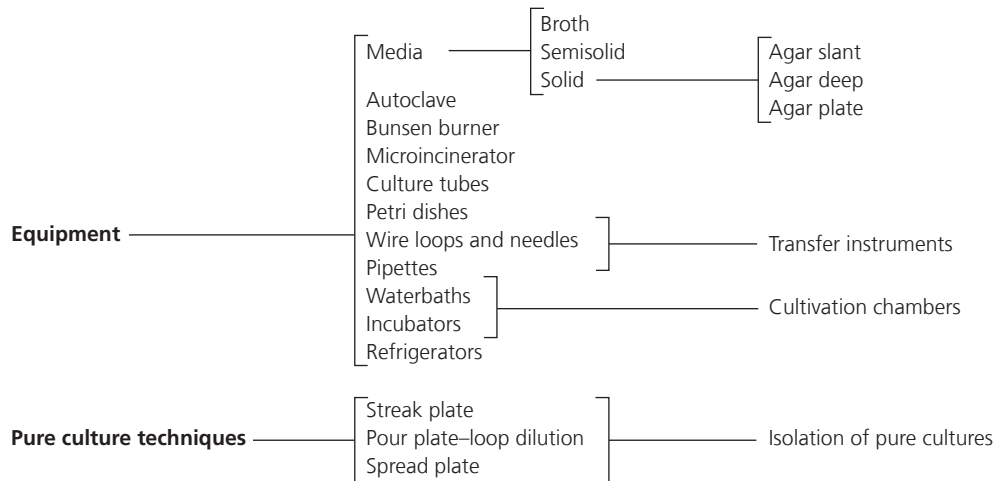 Broth
Media Semisolid Agar slant
Solid Agar deep
Agar plate
Autoclave
Bunsen burner
Microincinerator
Culture tubes
Petri dishes
Equipment Wire loops and needles Transfer instruments
Pipettes
Waterbaths Cultivation chambers
Incubators
Refrigerators
Streak plate
Pure culture techniques Pour plate–loop dilution Isolation of pure cultures
Spread plate